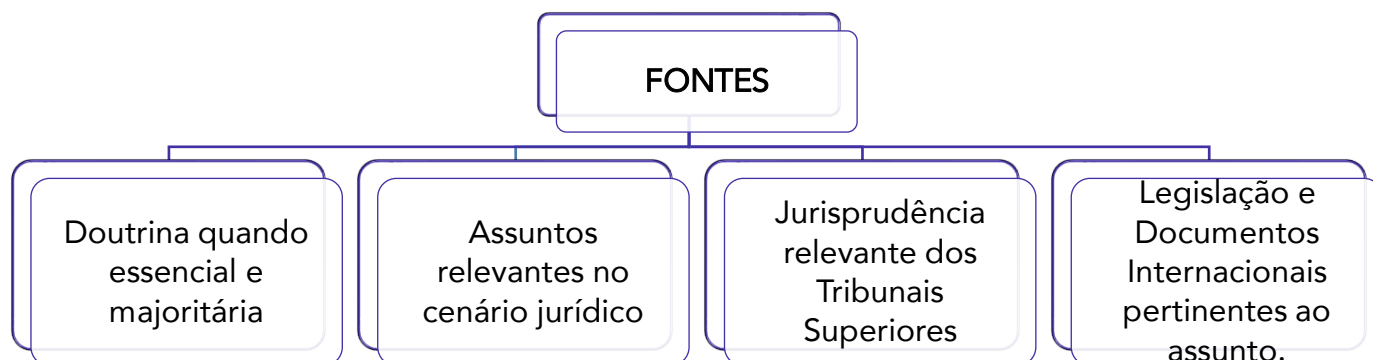 FONTES
Doutrina quando
essencial e
majoritária
Assuntos
relevantes no
cenário jurídico
Jurisprudência
relevante dos
Tribunais
Superiores
Legislação e
Documentos
Internacionais
pertinentes ao
assunto.